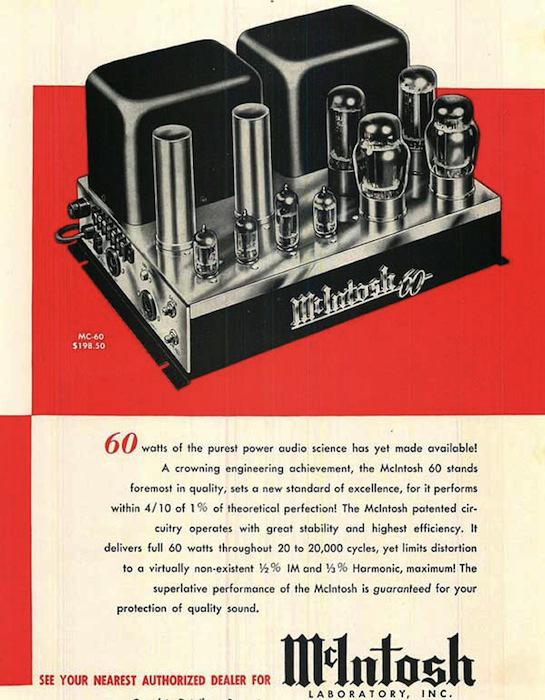 McIntosh 60
MC-60
$198.50
60 watts of the purest power audio science has yet made available!
A crowning engineering achievement, the McIntosh 60 stands
foremost in quality, sets a new standard of excellence, for it performs
within 4/10 of 1% of theoretical perfection! The McIntosh patented cir-
cuitry operates with great stability and highest efficiency. It
delivers full 60 watts throughout 20 to 20,000 cycles, yet limits distortion
to a virtually non-existent ½% IM and ⅓% Harmonic, maximum! The
superlative performance of the McIntosh is guaranteed for your
protection of quality sound.
SEE YOUR NEAREST AUTHORIZED DEALER FOR
McIntosh
LABORATORY, INC.